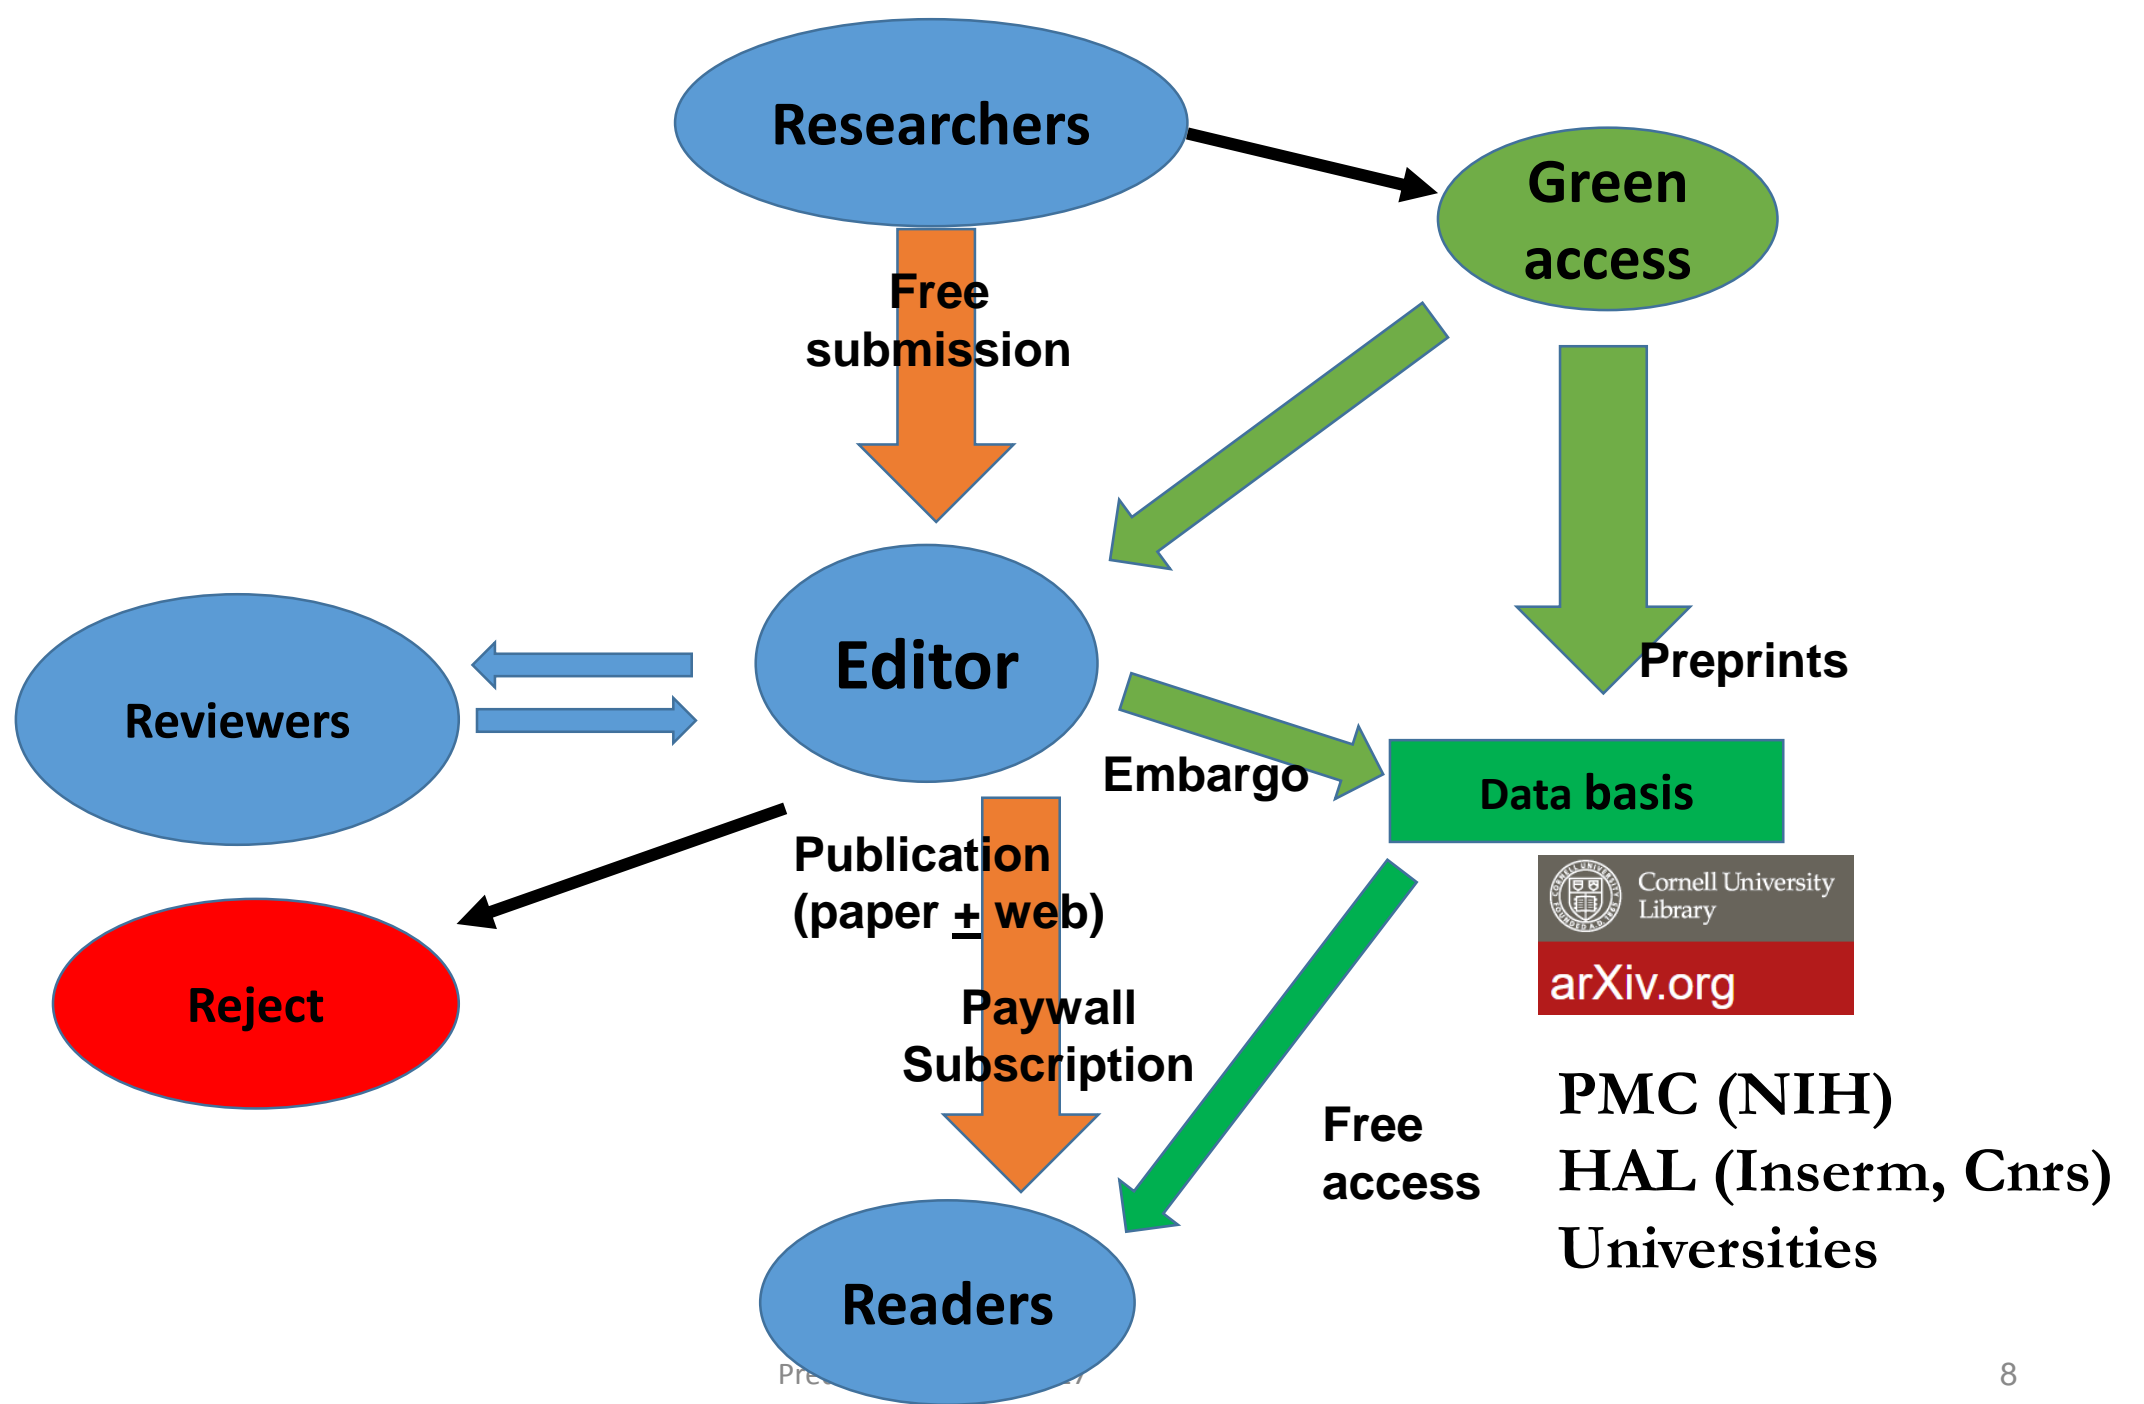 Researchers
Green
access
Free
submission
Editor
Reviewers
Preprints
Embargo
Data basis
Publication
(paper + web)
Cornell University
Library
arXiv.org
Reject
Paywall
Subscription
Free
access
PMC (NIH)
HAL (Inserm, Cnrs)
Universities
Readers
8